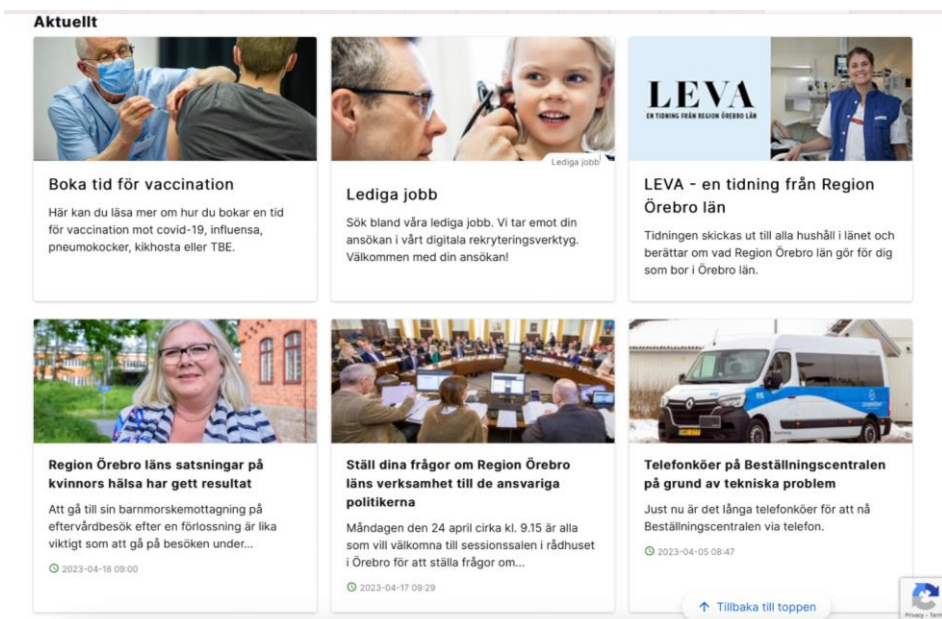 Aktuellt
Lediga jobb
LEVA
EN TIDNING FRÅN REGION ÖREBRO LÄN
Boka tid för vaccination
Här kan du läsa mer om hur du bokar en tid
för vaccination mot covid-19, influensa,
pneumokocker, kikhosta eller TBE.
Lediga jobb
Sök bland våra lediga jobb. Vi tar emot din
ansökan i vårt digitala rekryteringsverktyg.
Välkommen med din ansökan!
LEVA - en tidning från Region
Örebro län
Tidningen skickas ut till alla hushåll i länet och
berättar om vad Region Örebro län gör för dig
som bor i Örebro län.
Region Örebro läns satsningar på
kvinnors hälsa har gett resultat
Att gå till sin barnmorskemottagning på
eftervårdbesök efter en förlossning är lika
viktigt som att gå på besöken under...
2023-04-18 09:00
Ställ dina frågor om Region Örebro
läns verksamhet till de ansvariga
politikerna
Måndagen den 24 april cirka kl. 9.15 är alla
som vill välkomna till sessionssalen i rådhuset
i Örebro för att ställa frågor om...
2023-04-17 09:29
Telefonköer på Beställningscentralen
på grund av tekniska problem
Just nu är det långa telefonköer för att nå
Beställningscentralen via telefon.
2023-04-05 08:47
Tillbaka till toppen
Privacy - Term